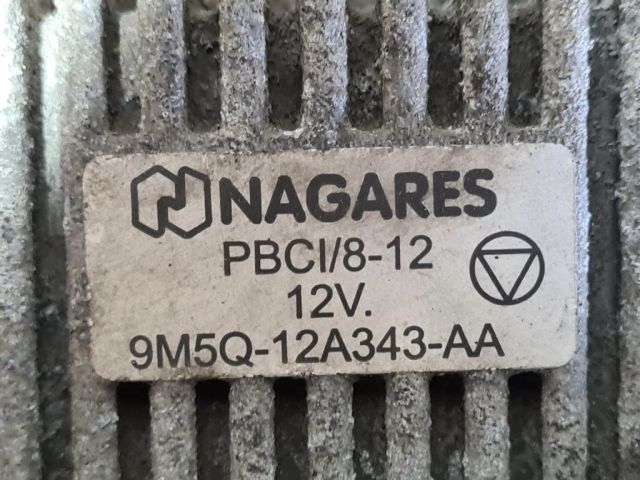 NAGARES
PBCI/8-12
12V.
9M5Q-12A343-AA